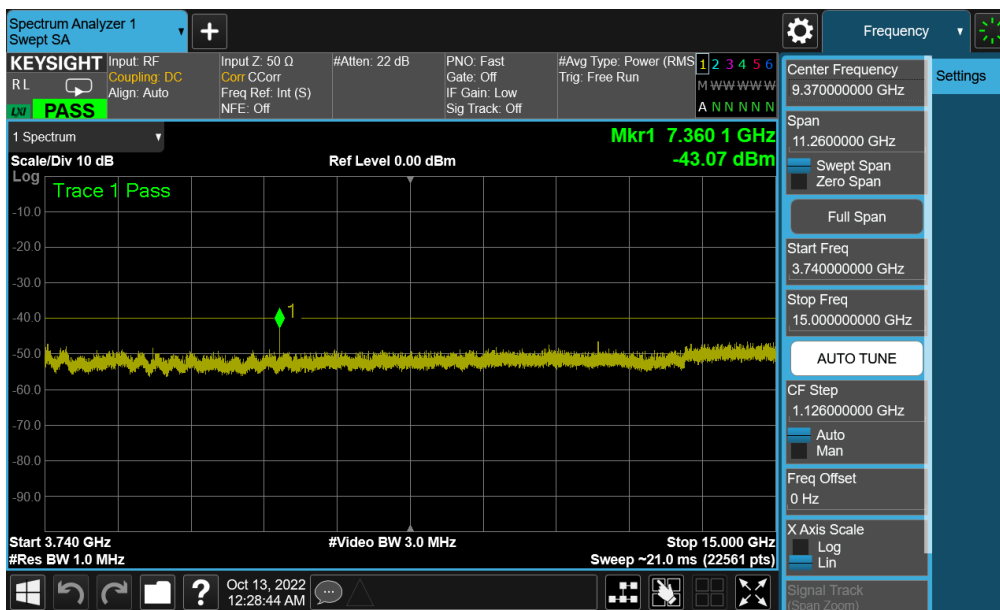 Spectrum Analyzer 1
Swept SA
+
Frequency
KEYSIGHT
R L
LXI PASS
Input: RF
Coupling: DC
Align: Auto
Input Z: 50 Ω
Corr CCorr
Freq Ref: Int (S)
NFE: Off
#Atten: 22 dB
PNO: Fast
Gate: Off
IF Gain: Low
Sig Track: Off
#Avg Type: Power (RMS
Trig: Free Run
1 2 3 4 5 6
M W W W W W
A N N N N N
1 Spectrum
Mkr1 7.360 1 GHz
Scale/Div 10 dB
Ref Level 0.00 dBm
-43.07 dBm
Log
Trace 1 Pass
-10.0
-20.0
-30.0
-40.0
1
-50.0
-60.0
-70.0
-80.0
-90.0
Start 3.740 GHz
#Video BW 3.0 MHz
Stop 15.000 GHz
#Res BW 1.0 MHz
Sweep ~21.0 ms (22561 pts)
?
Oct 13, 2022
12:28:44 AM
Center Frequency
9.370000000 GHz
Settings
Span
11.2600000 GHz
Swept Span
Zero Span
Full Span
Start Freq
3.740000000 GHz
Stop Freq
15.000000000 GHz
AUTO TUNE
CF Step
1.126000000 GHz
Auto
Man
Freq Offset
0 Hz
X Axis Scale
Log
Lin
Signal Track
(Span Zoom)